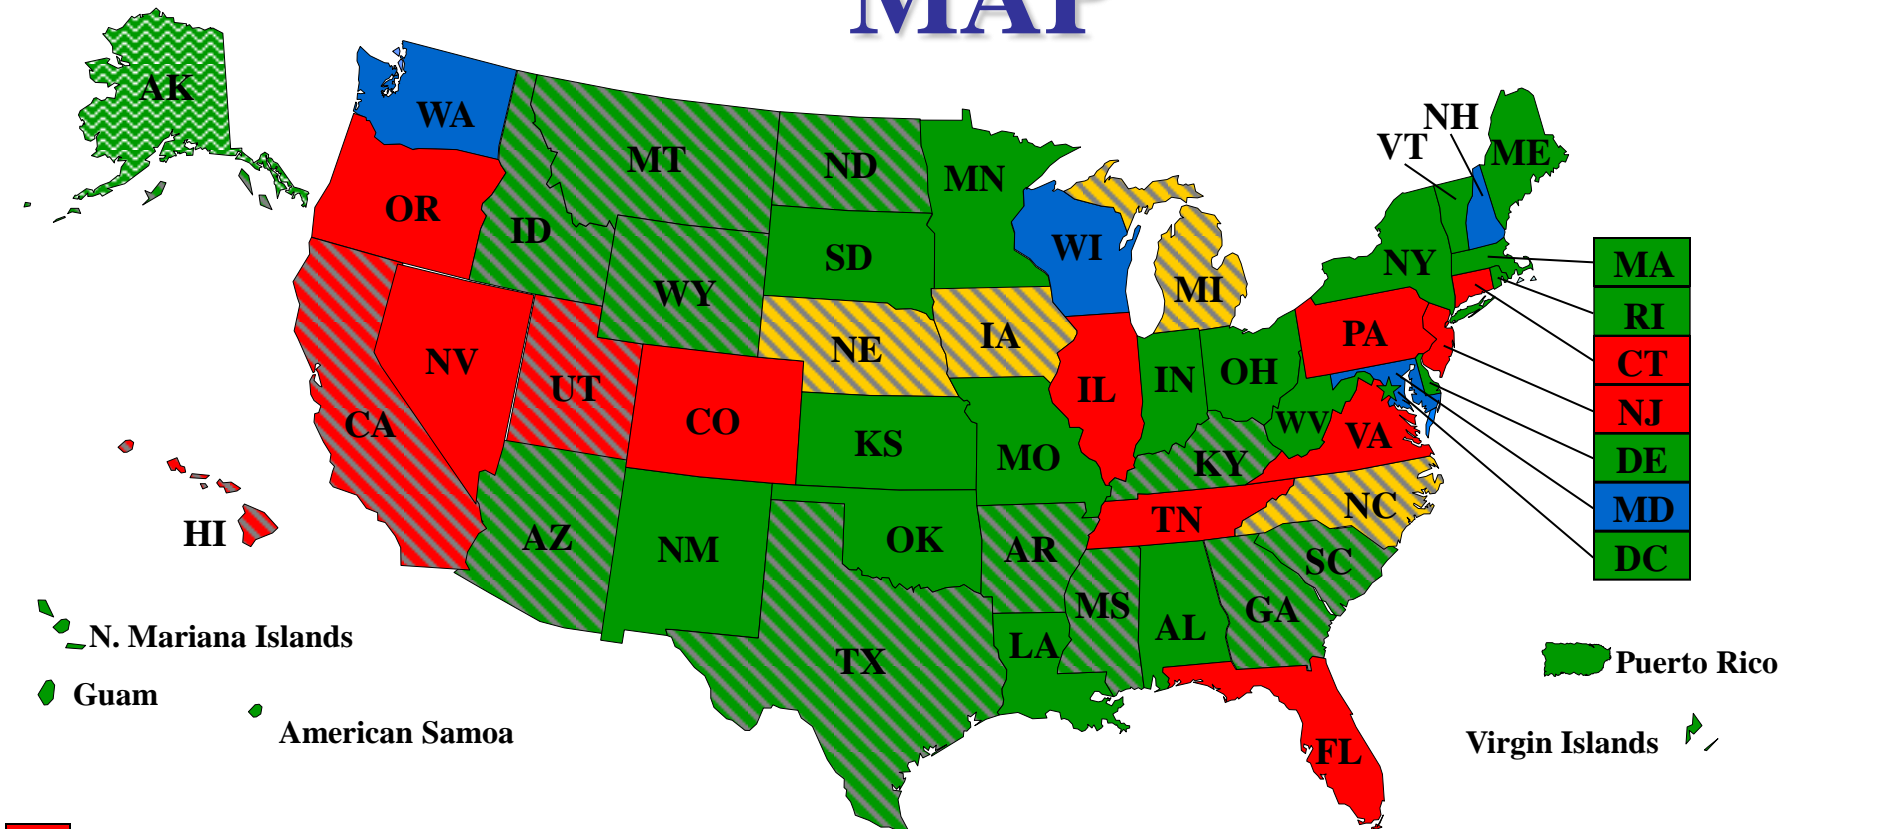 MAP
AK
WA
MT
ND
MN
NH
VT
ME
OR
ID
SD
WI
NY
MA
WY
MI
RI
NV
UT
NE
IA
PA
CT
CA
CO
IL
IN
OH
NJ
KS
MO
WV
VA
DE
KY
MD
HI
AZ
NM
OK
AR
TN
NC
DC
SC
MS
AL
GA
N. Mariana Islands
TX
LA
Puerto Rico
Guam
American Samoa
Virgin Islands
FL